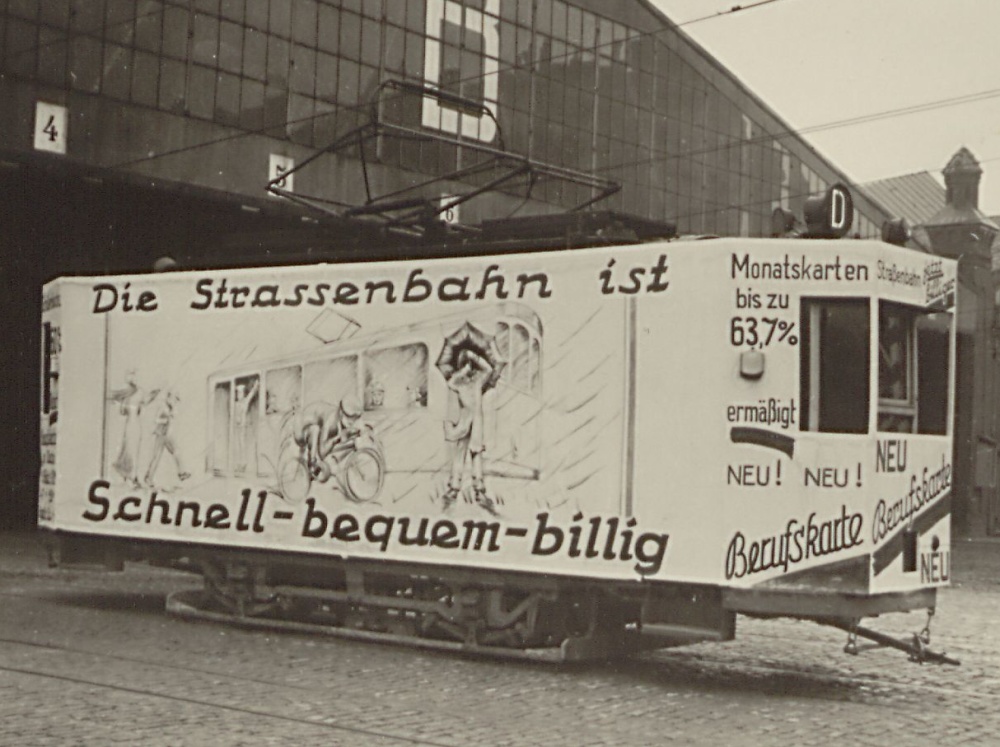 4
5
6
D
Die Strassenbahn ist
Schnell-bequem-billig
Monatskarten
bis zu
63,7%
ermäßigt
NEU! NEU!
Berufskarte
Straßenbahn
NEU
Berufskarte
NEU